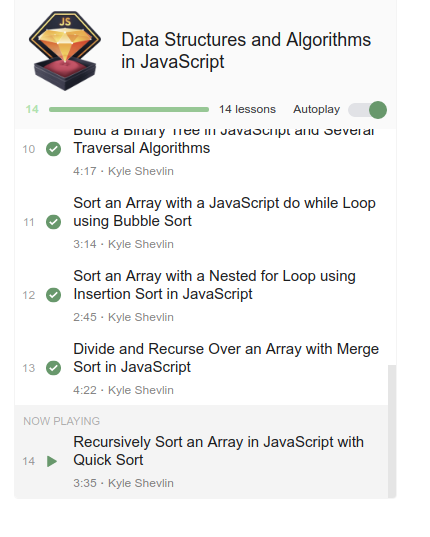 JS
Data Structures and Algorithms
in JavaScript
14 14 lessons Autoplay
Build a Binary Tree in JavaScript and Several
10 Traversal Algorithms
4:17 · Kyle Shevlin
Sort an Array with a JavaScript do while Loop
11 using Bubble Sort
3:14 · Kyle Shevlin
Sort an Array with a Nested for Loop using
12 Insertion Sort in JavaScript
2:45 · Kyle Shevlin
Divide and Recurse Over an Array with Merge
13 Sort in JavaScript
4:22 · Kyle Shevlin
NOW PLAYING
Recursively Sort an Array in JavaScript with
14 Quick Sort
3:35 · Kyle Shevlin